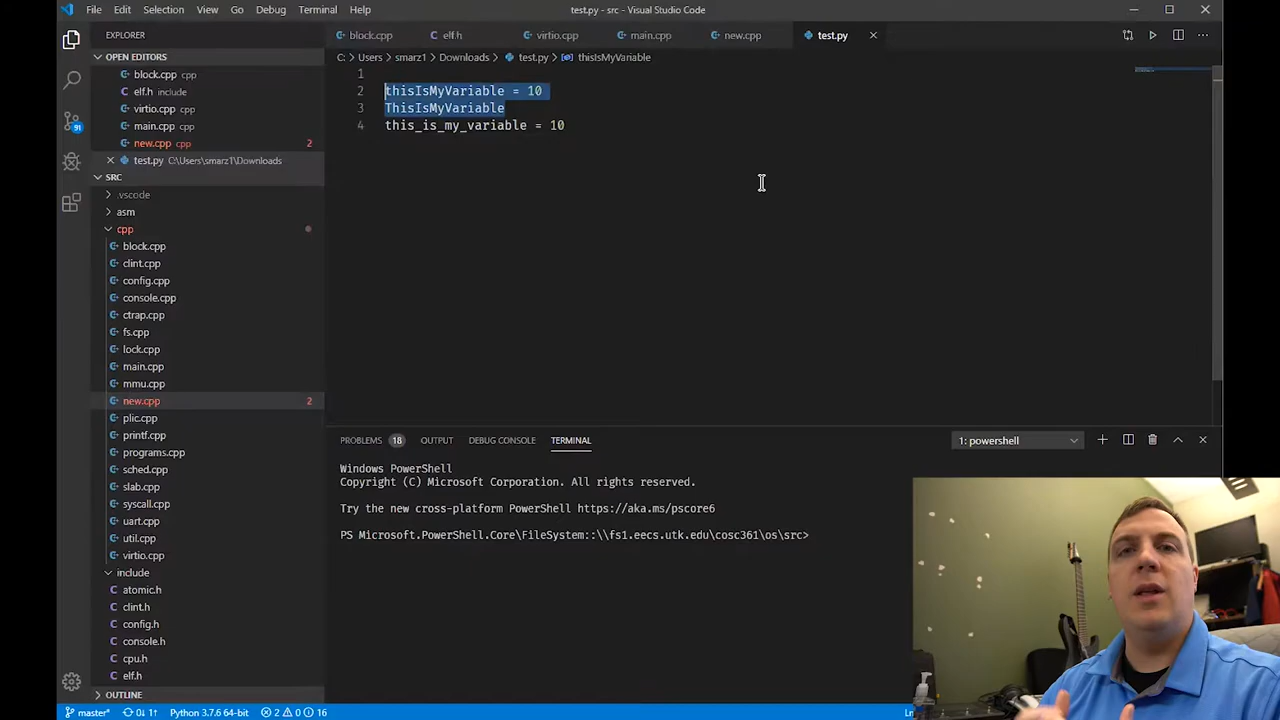 File Edit Selection View Go Debug Terminal Help
test.py - src - Visual Studio Code
EXPLORER
OPEN EDITORS
block.cpp cpp
elf.h include
virtio.cpp cpp
main.cpp cpp
new.cpp cpp 2
test.py C:\Users\smarz1\Downloads
SRC
.vscode
asm
cpp
block.cpp
clint.cpp
config.cpp
console.cpp
ctrap.cpp
fs.cpp
lock.cpp
main.cpp
mmu.cpp
new.cpp 2
plic.cpp
printf.cpp
programs.cpp
sched.cpp
slab.cpp
syscall.cpp
uart.cpp
util.cpp
virtio.cpp
include
atomic.h
clint.h
config.h
console.h
cpu.h
elf.h
OUTLINE
91
block.cpp elf.h virtio.cpp main.cpp new.cpp test.py
C: > Users > smarz1 > Downloads > test.py > thisIsMyVariable
1
2 thisIsMyVariable = 10
3 ThisIsMyVariable
4 this_is_my_variable = 10
PROBLEMS 18 OUTPUT DEBUG CONSOLE TERMINAL
1: powershell
Windows PowerShell
Copyright (C) Microsoft Corporation. All rights reserved.
Try the new cross-platform PowerShell https://aka.ms/pscore6
PS Microsoft.PowerShell.Core\FileSystem::\\fs1.eecs.utk.edu\cosc361\os\src>
master* 0↓ 1↑ Python 3.7.6 64-bit 2 0 16